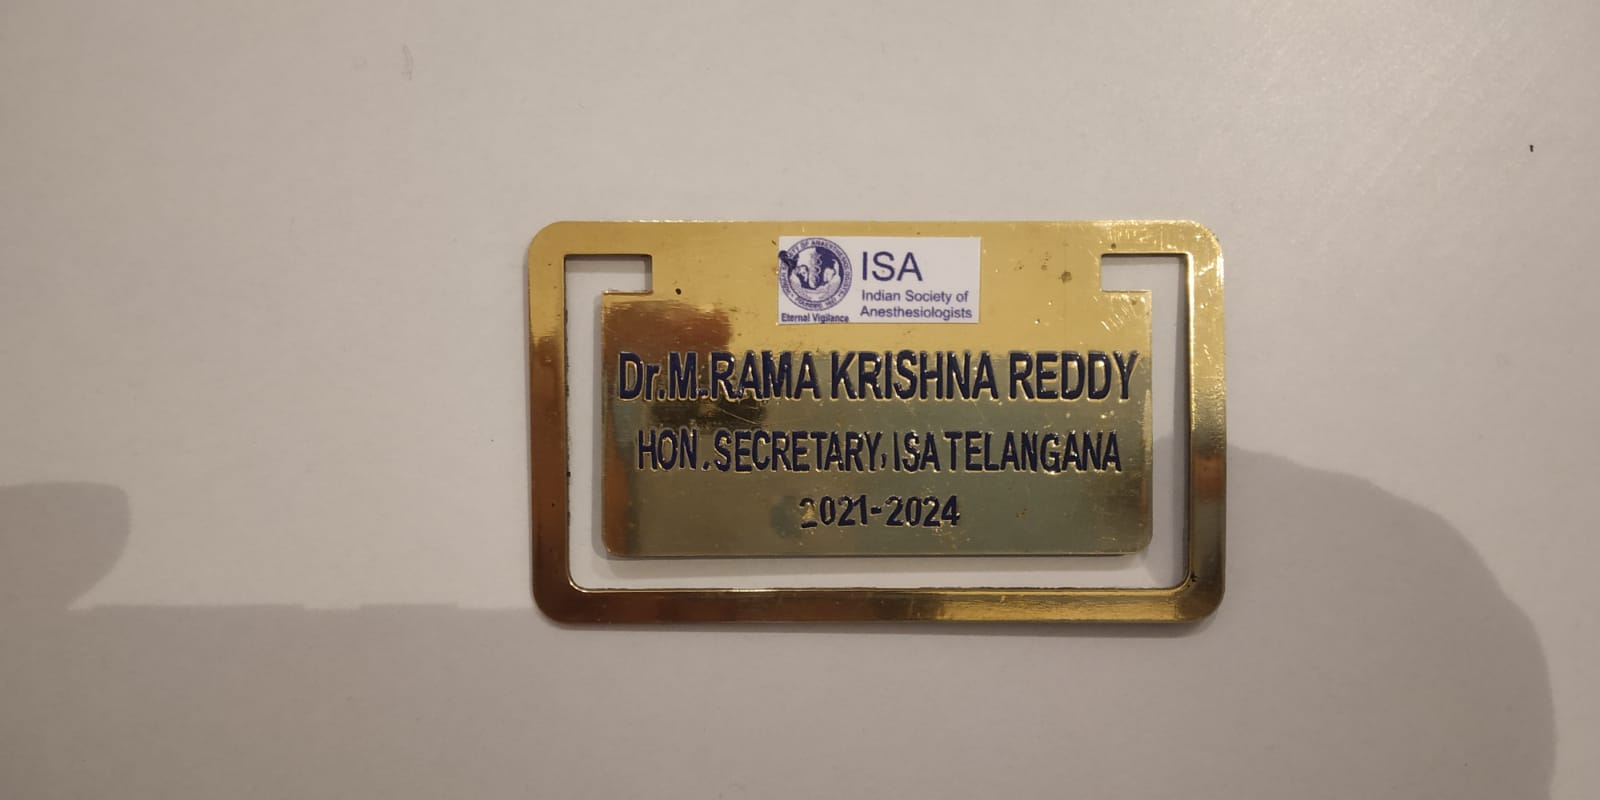 ISA
Indian Society of
Anesthesiologists
Eternal Vigilance
Dr.M.RAMA KRISHNA REDDY
HON.SECRETARY, ISA TELANGANA
2021-2024